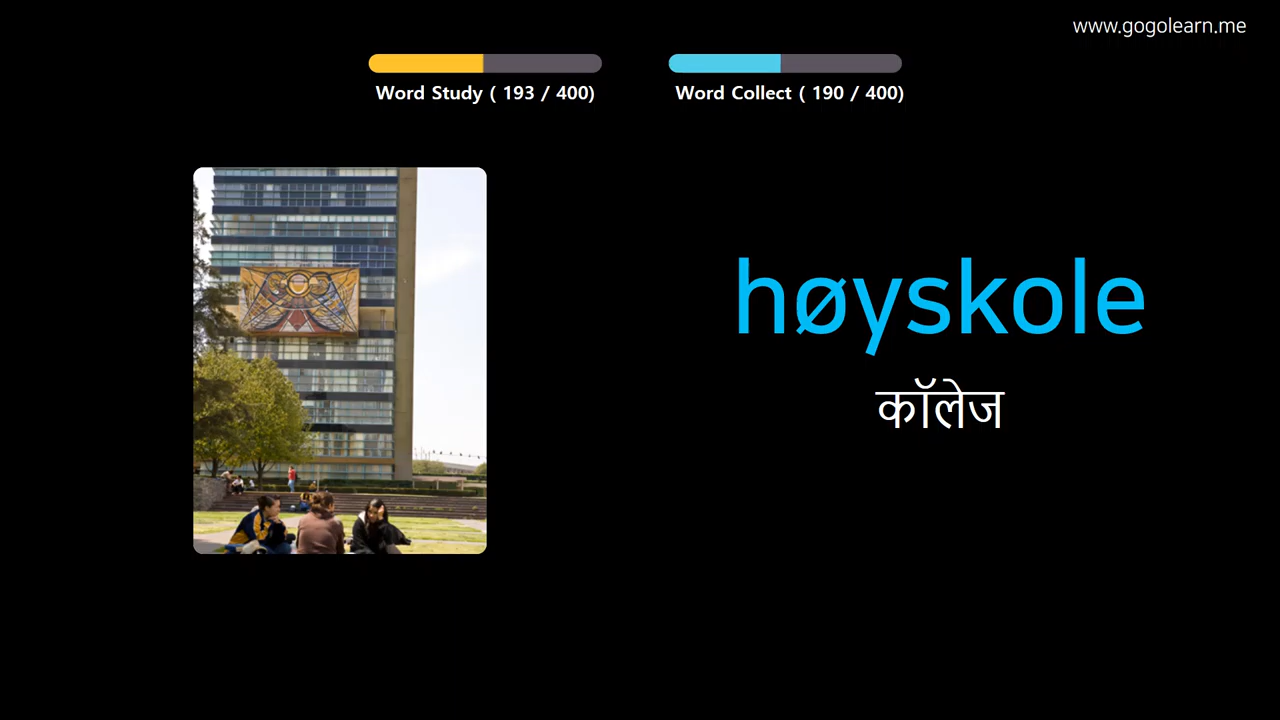 www.gogolearn.me
Word Study ( 193 / 400)
Word Collect ( 190 / 400)
høyskole
कॉलेज